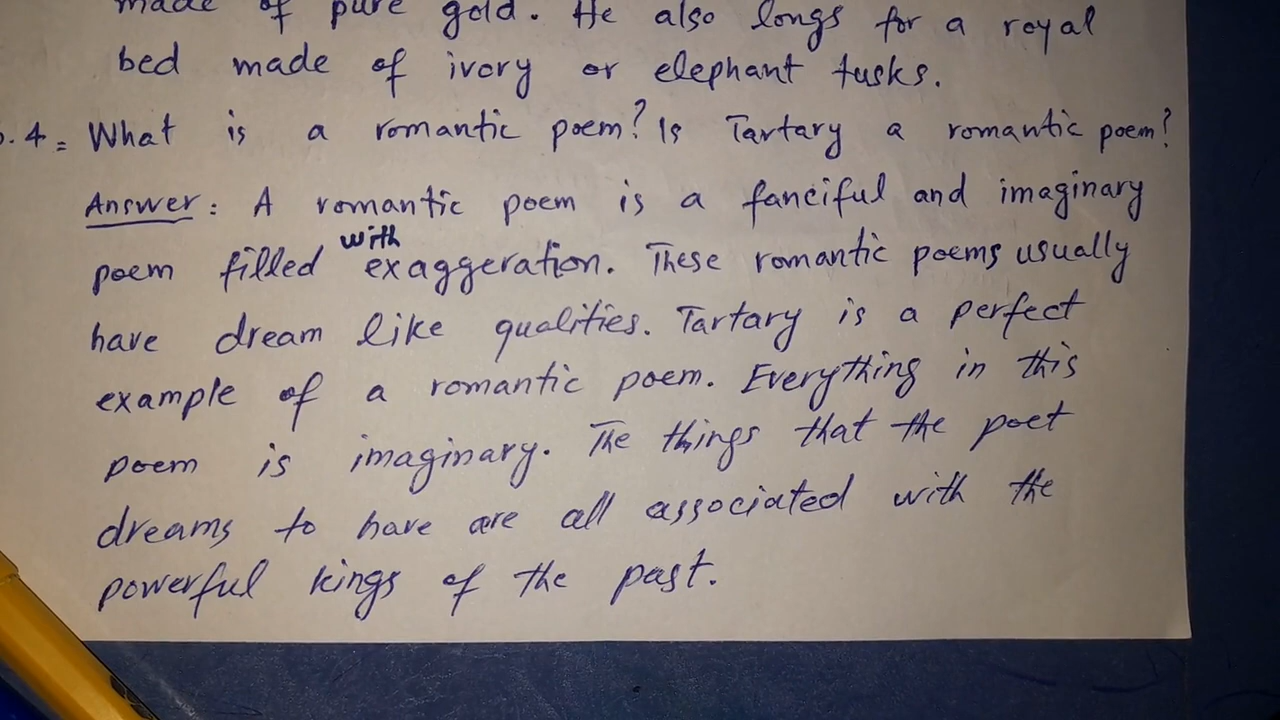 made of pure gold. He also longs for a royal
bed made of ivory or elephant tusks.
.4 = What is a romantic poem? Is Tartary a romantic poem?
Answer: A romantic poem is a fanciful and imaginary
poem filled with exaggeration. These romantic poems usually
have dream like qualities. Tartary is a perfect
example of a romantic poem. Everything in this
poem is imaginary. The things that the poet
dreams to have are all associated with the
powerful kings of the past.